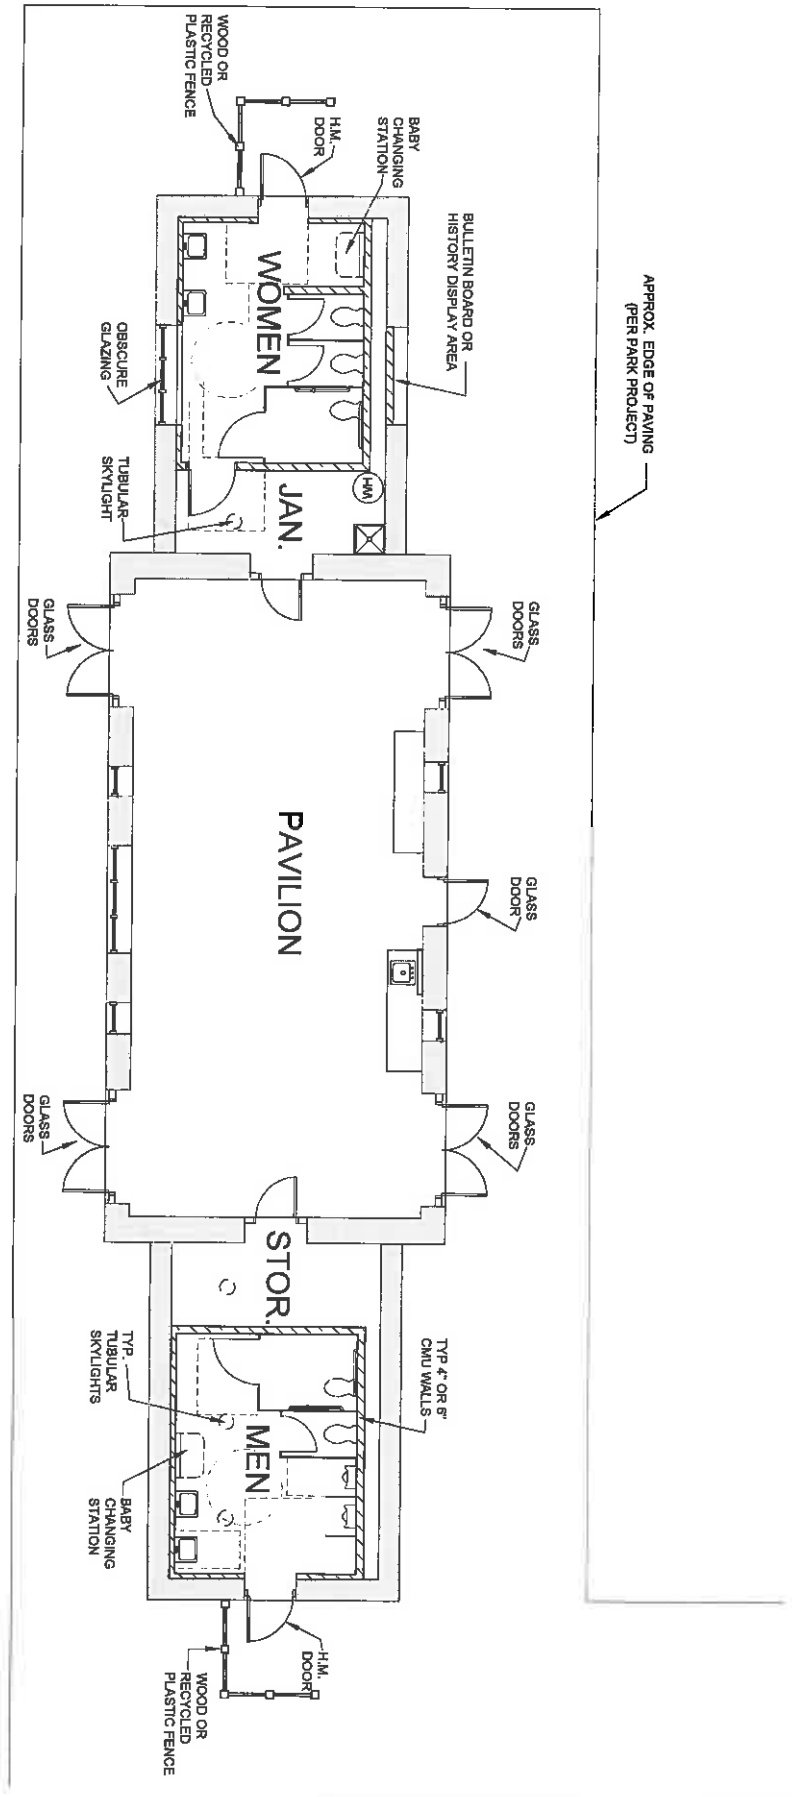 APPROX. EDGE OF PAVING
(PER PARK PROJECT)
WOOD OR
RECYCLED
PLASTIC FENCE
H.M.
DOOR
BABY
CHANGING
STATION
BULLETIN BOARD OR
HISTORY DISPLAY AREA
WOMEN
OBSCURE
GLAZING
TUBULAR
SKYLIGHT
JAN.
HW
GLASS
DOORS
GLASS
DOORS
PAVILION
GLASS
DOOR
GLASS
DOORS
GLASS
DOORS
STOR.
TYP 4" OR 6"
CMU WALLS
TYP.
TUBULAR
SKYLIGHTS
MEN
BABY
CHANGING
STATION
H.M.
DOOR
WOOD OR
RECYCLED
PLASTIC FENCE